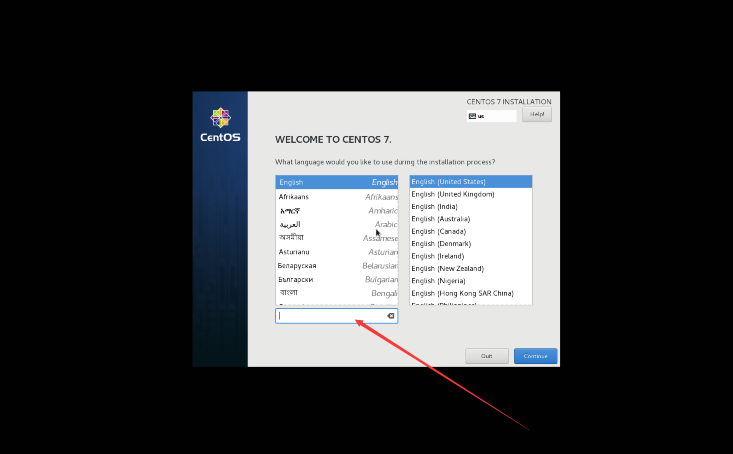 CENTOS 7 INSTALLATION
us
Help!
CentOS
WELCOME TO CENTOS 7.
What language would you like to use during the installation process?
English English
Afrikaans Afrikaans
አማርኛ Amharic
العربية Arabic
অসমীয়া Assamese
Asturianu Asturian
Беларуская Belarusian
Български Bulgarian
বাংলা Bengali
English (United States)
English (United Kingdom)
English (India)
English (Australia)
English (Canada)
English (Denmark)
English (Ireland)
English (New Zealand)
English (Nigeria)
English (Hong Kong SAR China)
English (Philippines)
Quit
Continue